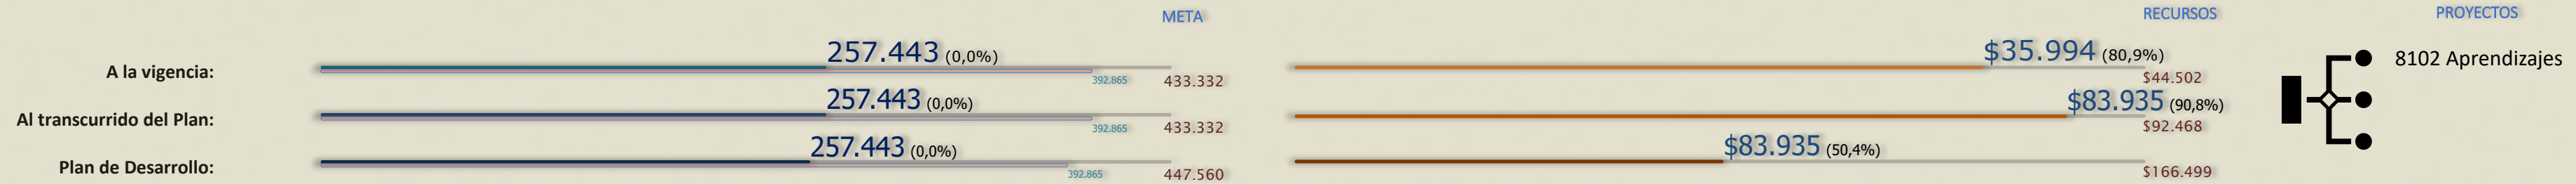 META
RECURSOS
PROYECTOS
A la vigencia:
257.443 (0,0%)
392.865
433.332
$35.994 (80,9%)
$44.502
8102 Aprendizajes
Al transcurrido del Plan:
257.443 (0,0%)
392.865
433.332
$83.935 (90,8%)
$92.468
Plan de Desarrollo:
257.443 (0,0%)
392.865
447.560
$83.935 (50,4%)
$166.499